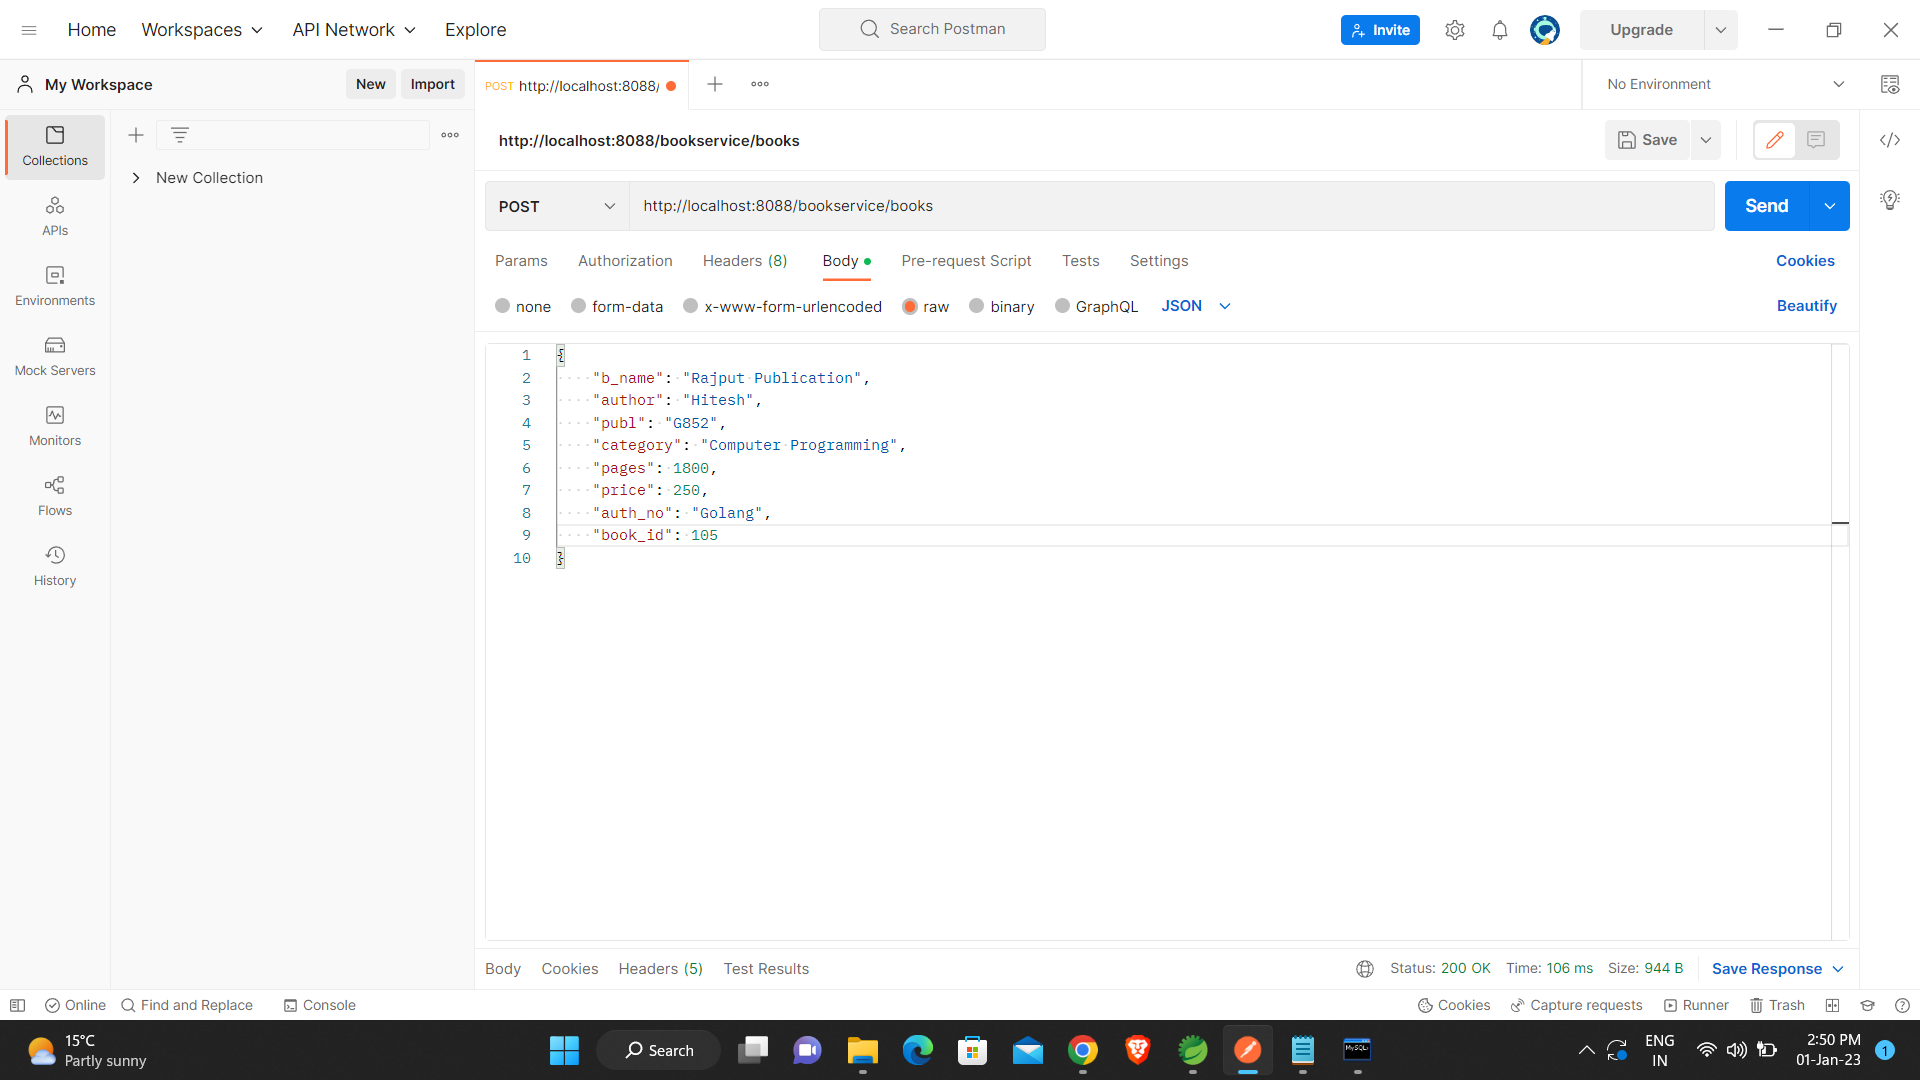 Home Workspaces API Network Explore Search Postman Invite Upgrade
My Workspace New Import POST http://localhost:8088/ No Environment
Collections
New Collection
APIs
Environments
Mock Servers
Monitors
Flows
History
http://localhost:8088/bookservice/books Save
POST http://localhost:8088/bookservice/books Send
Params Authorization Headers (8) Body Pre-request Script Tests Settings Cookies
none form-data x-www-form-urlencoded raw binary GraphQL JSON Beautify
1 {
2 "b_name": "Rajput Publication",
3 "author": "Hitesh",
4 "publ": "G852",
5 "category": "Computer Programming",
6 "pages": 1800,
7 "price": 250,
8 "auth_no": "Golang",
9 "book_id": 105
10 }
Body Cookies Headers (5) Test Results Status: 200 OK Time: 106 ms Size: 944 B Save Response
Online Find and Replace Console Cookies Capture requests Runner Trash
15°C
Partly sunny
Search
MySQL
ENG
IN
2:50 PM
01-Jan-23
1